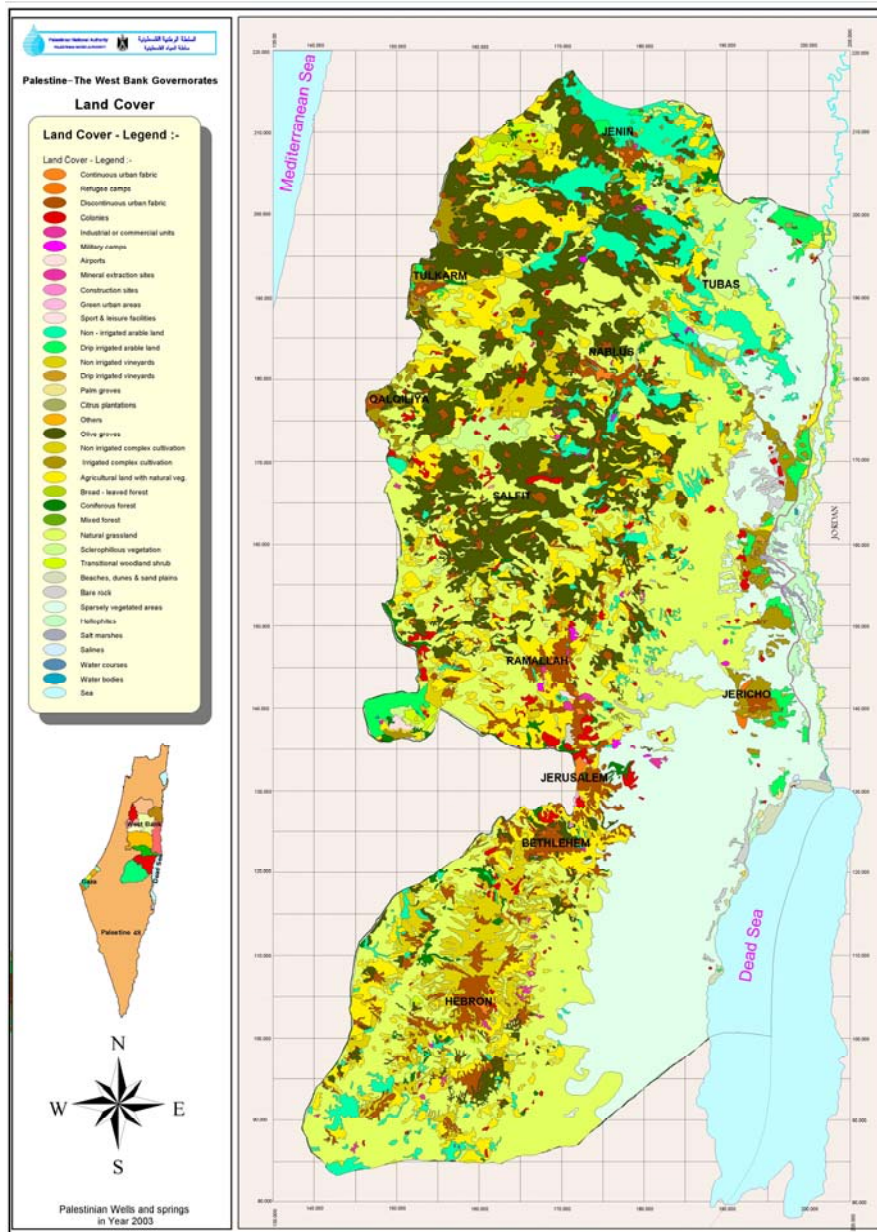 Palestinian National Authority
السلطة الوطنية الفلسطينية
سلطة المياه الفلسطينية
Palestine-The West Bank Governorates
Land Cover
Land Cover - Legend :-
Land Cover - Legend :-
Continuous urban fabric
Refugee camps
Discontinuous urban fabric
Colonies
Industrial or commercial units
Military camps
Airports
Mineral extraction sites
Construction sites
Green urban areas
Sport & leisure facilities
Non - irrigated arable land
Drip irrigated arable land
Non irrigated vineyards
Drip irrigated vineyards
Palm groves
Citrus plantations
Others
Olive groves
Non irrigated complex cultivation
Irrigated complex cultivation
Agricultural land with natural veg.
Broad - leaved forest
Coniferous forest
Mixed forest
Natural grassland
Sclerophillous vegetation
Transitional woodland shrub
Beaches, dunes & sand plains
Bare rock
Sparsely vegetated areas
Halophites
Salt marshes
Salines
Water courses
Water bodies
Sea
West Bank
Gaza
Dead Sea
Palestine 48
N
W
E
S
Palestinian Wells and springs
in Year 2003
Mediterranean Sea
JENIN
TULKARM
TUBAS
NABLUS
QALQILIYA
SALFIT
JORDAN
RAMALLAH
JERICHO
JERUSALEM
BETHLEHEM
HEBRON
Dead Sea